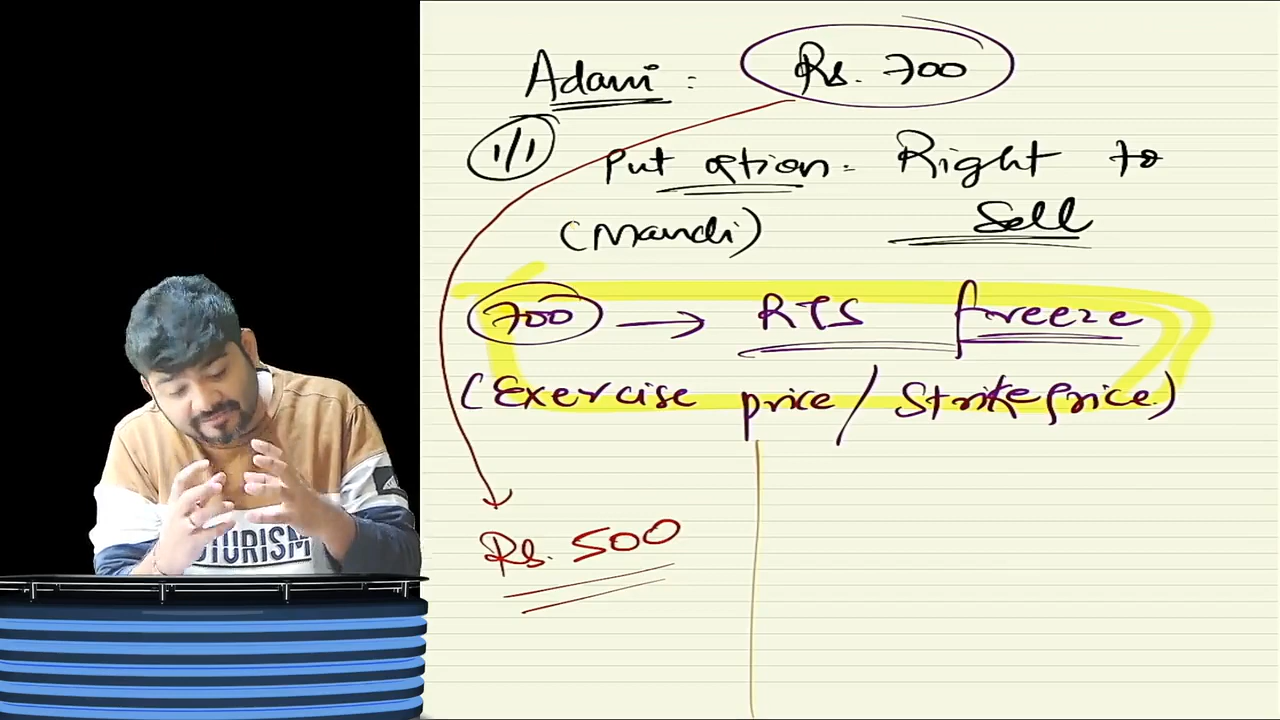 Adani : Rs. 700
1/1 Put option = Right to
(Mandi) Sell
700 → RTS freeze
(Exercise price / Strike price)
Rs. 500
TURISM